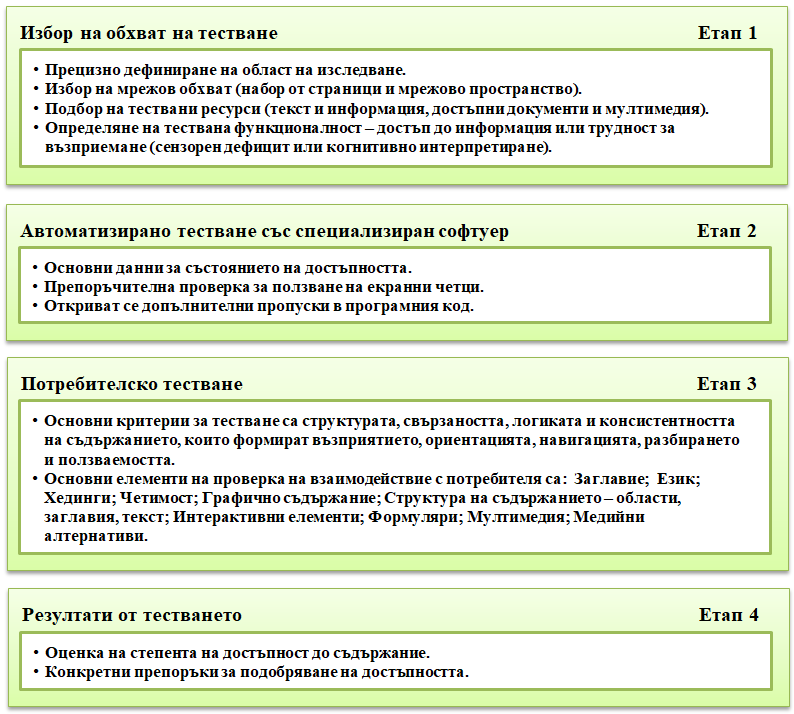 Избор на обхват на тестване Етап 1
• Прецизно дефиниране на област на изследване.
• Избор на мрежов обхват (набор от страници и мрежово пространство).
• Подбор на тествани ресурси (текст и информация, достъпни документи и мултимедия).
• Определяне на тествана функционалност – достъп до информация или трудност за
възприемане (сензорен дефицит или когнитивно интерпретиране).
Автоматизирано тестване със специализиран софтуер Етап 2
• Основни данни за състоянието на достъпността.
• Препоръчителна проверка за ползване на екранни четци.
• Откриват се допълнителни пропуски в програмния код.
Потребителско тестване Етап 3
• Основни критерии за тестване са структурата, свързаността, логиката и консистентността
на съдържанието, които формират възприятието, ориентацията, навигацията, разбирането
и ползваемостта.
• Основни елементи на проверка на взаимодействие с потребителя са: Заглавие; Език;
Хединги; Четимост; Графично съдържание; Структура на съдържанието – области,
заглавия, текст; Интерактивни елементи; Формуляри; Мултимедия; Медийни
алтернативи.
Резултати от тестването Етап 4
• Оценка на степента на достъпност до съдържание.
• Конкретни препоръки за подобряване на достъпността.